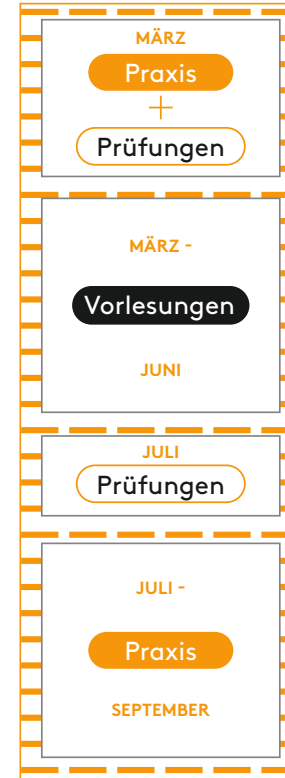 MÄRZ
Praxis
+
Prüfungen
MÄRZ -
Vorlesungen
JUNI
JULI
Prüfungen
JULI -
Praxis
SEPTEMBER